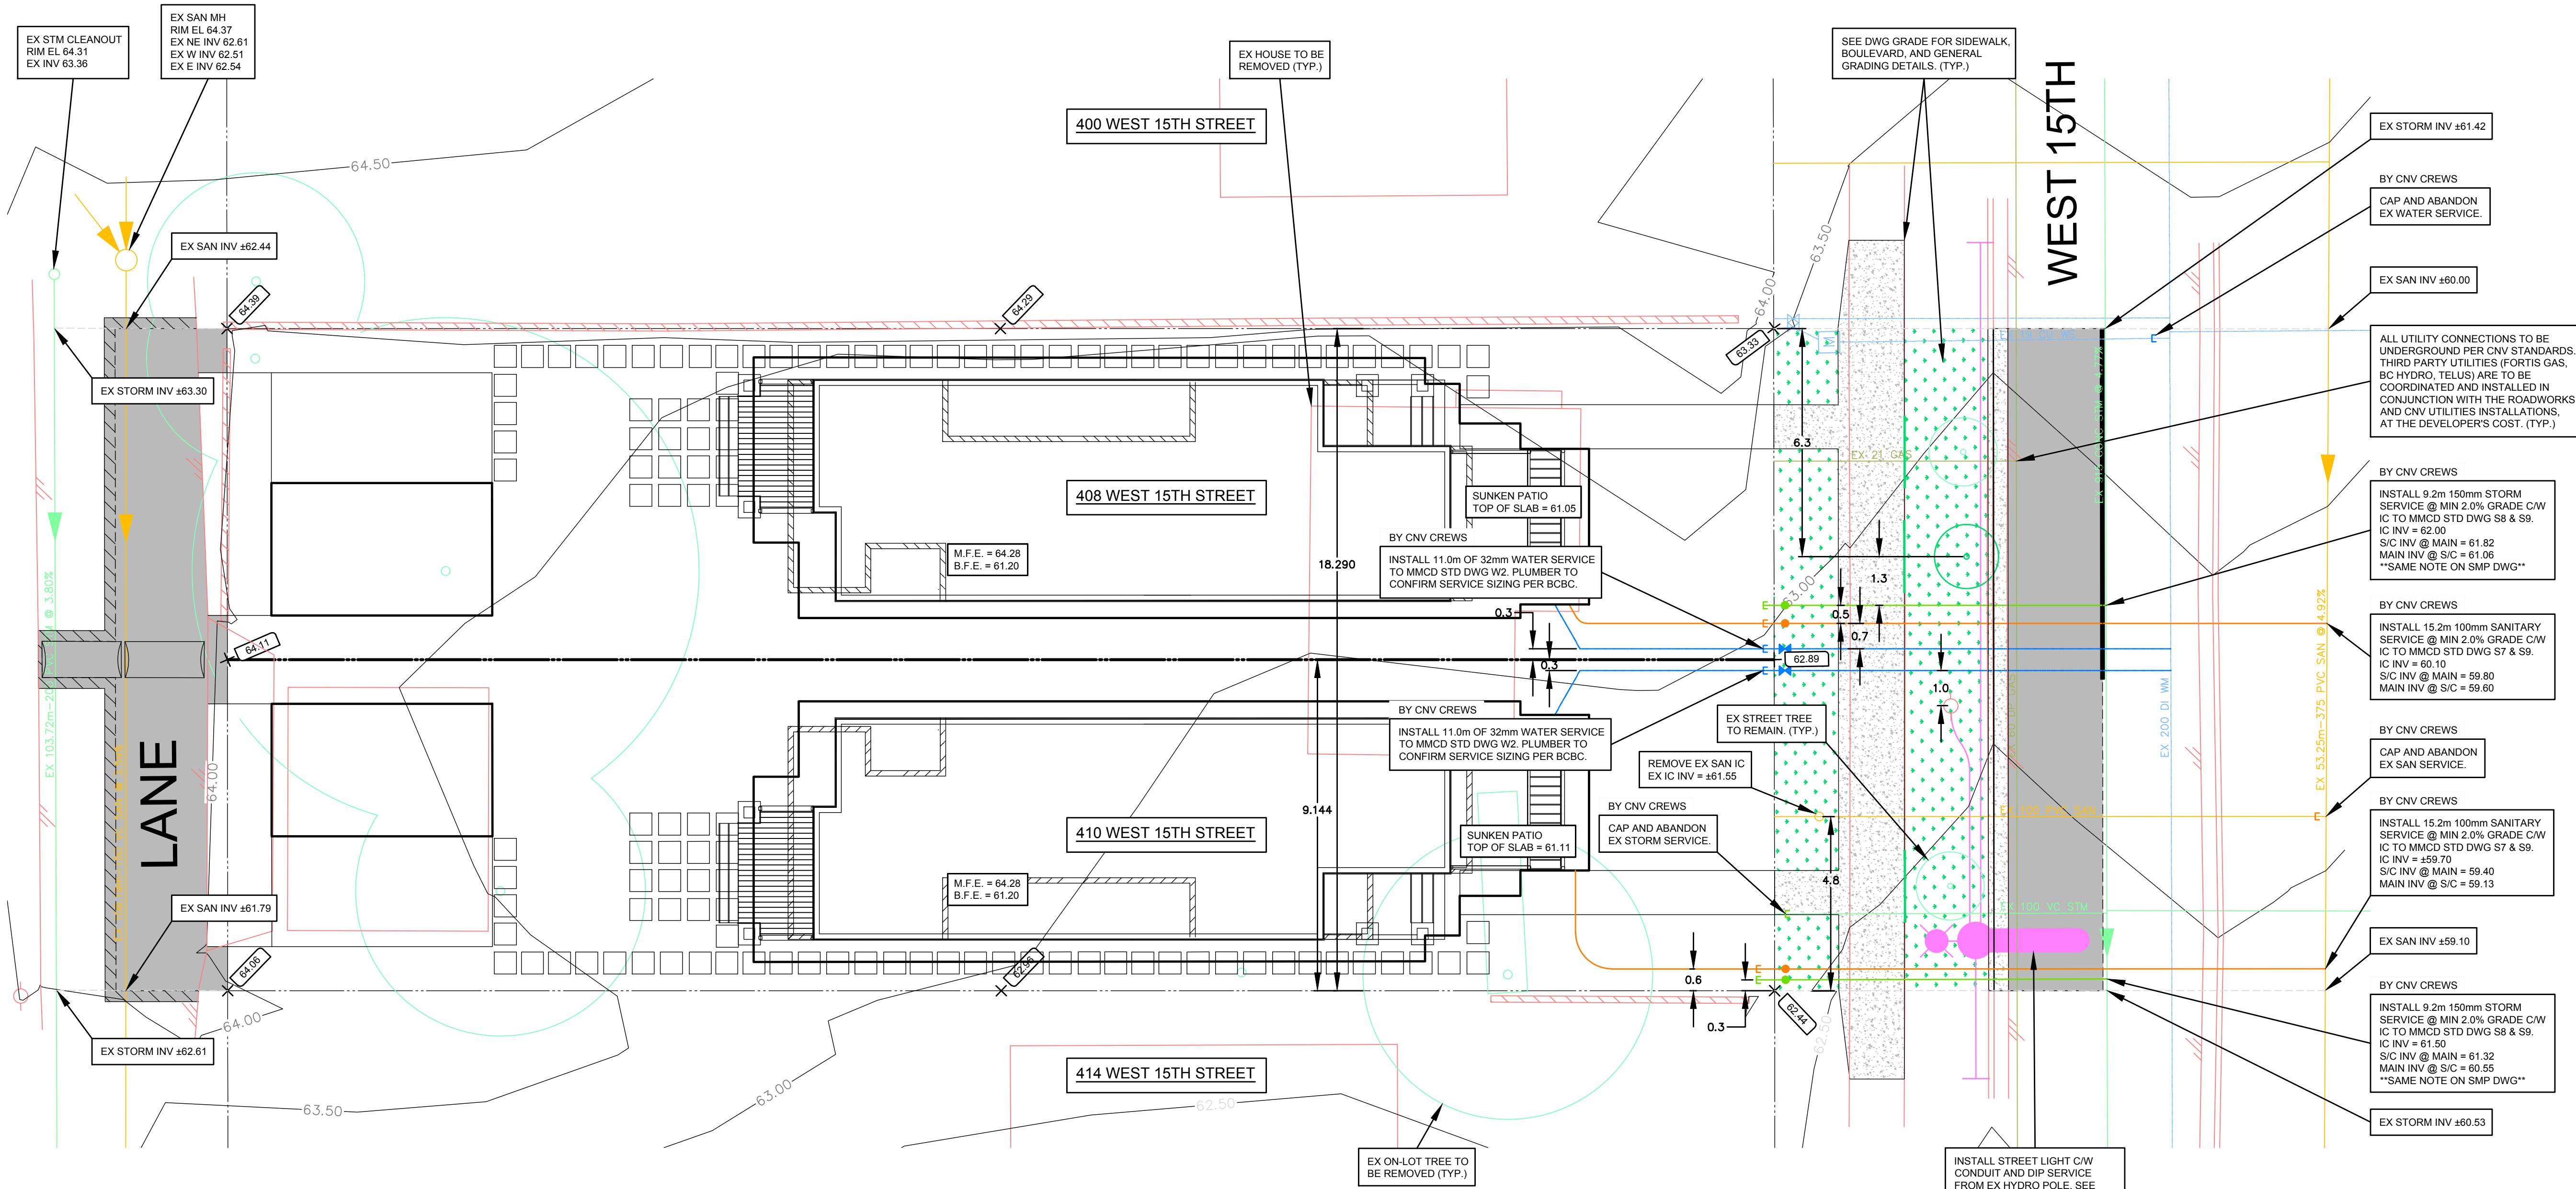 EX STM CLEANOUT
RIM EL 64.31
EX INV 63.36
EX SAN MH
RIM EL 64.37
EX NE INV 62.61
EX W INV 62.51
EX E INV 62.54
EX SAN INV ±62.44
EX STORM INV ±63.30
64.50
64.39
64.29
EX HOUSE TO BE
REMOVED (TYP.)
400 WEST 15TH STREET
SEE DWG GRADE FOR SIDEWALK,
BOULEVARD, AND GENERAL
GRADING DETAILS. (TYP.)
WEST 15TH
63.50
64.00
63.33
6.3
EX 21 GAS
EX STORM INV ±61.42
BY CNV CREWS
CAP AND ABANDON
EX WATER SERVICE.
EX SAN INV ±60.00
ALL UTILITY CONNECTIONS TO BE
UNDERGROUND PER CNV STANDARDS.
THIRD PARTY UTILITIES (FORTIS GAS,
BC HYDRO, TELUS) ARE TO BE
COORDINATED AND INSTALLED IN
CONJUNCTION WITH THE ROADWORKS
AND CNV UTILITIES INSTALLATIONS,
AT THE DEVELOPER'S COST. (TYP.)
408 WEST 15TH STREET
SUNKEN PATIO
TOP OF SLAB = 61.05
M.F.E. = 64.28
B.F.E. = 61.20
18.290
BY CNV CREWS
INSTALL 11.0m OF 32mm WATER SERVICE
TO MMCD STD DWG W2. PLUMBER TO
CONFIRM SERVICE SIZING PER BCBC.
63.00
1.3
0.5
0.7
0.3
0.3
62.89
1.0
BY CNV CREWS
INSTALL 9.2m 150mm STORM
SERVICE @ MIN 2.0% GRADE C/W
IC TO MMCD STD DWG S8 & S9.
IC INV = 62.00
S/C INV @ MAIN = 61.82
MAIN INV @ S/C = 61.06
**SAME NOTE ON SMP DWG**
BY CNV CREWS
INSTALL 15.2m 100mm SANITARY
SERVICE @ MIN 2.0% GRADE C/W
IC TO MMCD STD DWG S7 & S9.
IC INV = 60.10
S/C INV @ MAIN = 59.80
MAIN INV @ S/C = 59.60
64.11
LANE
64.00
9.144
BY CNV CREWS
INSTALL 11.0m OF 32mm WATER SERVICE
TO MMCD STD DWG W2. PLUMBER TO
CONFIRM SERVICE SIZING PER BCBC.
EX STREET TREE
TO REMAIN. (TYP.)
REMOVE EX SAN IC
EX IC INV = ±61.55
EX 200 DI WM
EX 53.25m-375 PVC SAN @ 4.92%
BY CNV CREWS
CAP AND ABANDON
EX SAN SERVICE.
EX 100 PVC SAN
410 WEST 15TH STREET
SUNKEN PATIO
TOP OF SLAB = 61.11
M.F.E. = 64.28
B.F.E. = 61.20
BY CNV CREWS
CAP AND ABANDON
EX STORM SERVICE.
4.8
EX 100 VC STM
BY CNV CREWS
INSTALL 15.2m 100mm SANITARY
SERVICE @ MIN 2.0% GRADE C/W
IC TO MMCD STD DWG S7 & S9.
IC INV = ±59.70
S/C INV @ MAIN = 59.40
MAIN INV @ S/C = 59.13
EX SAN INV ±61.79
64.06
62.96
0.6
0.3
62.44
62.50
EX SAN INV ±59.10
64.00
EX STORM INV ±62.61
BY CNV CREWS
INSTALL 9.2m 150mm STORM
SERVICE @ MIN 2.0% GRADE C/W
IC TO MMCD STD DWG S8 & S9.
IC INV = 61.50
S/C INV @ MAIN = 61.32
MAIN INV @ S/C = 60.55
**SAME NOTE ON SMP DWG**
414 WEST 15TH STREET
63.50
63.00
62.50
EX STORM INV ±60.53
EX ON-LOT TREE TO
BE REMOVED (TYP.)
INSTALL STREET LIGHT C/W
CONDUIT AND DIP SERVICE
FROM EX HYDRO POLE. SEE